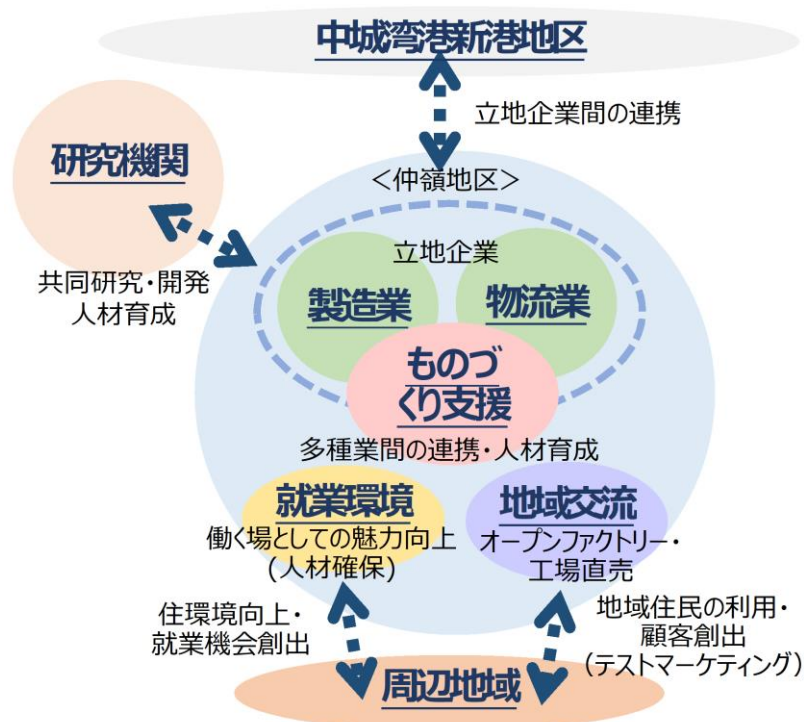 中城湾港新港地区
立地企業間の連携
研究機関
<仲嶺地区>
共同研究・開発
人材育成
立地企業
製造業
物流業
ものづ
くり支援
多種業間の連携・人材育成
就業環境
働く場としての魅力向上
(人材確保)
地域交流
オープンファクトリー・
工場直売
住環境向上・
就業機会創出
地域住民の利用・
顧客創出
(テストマーケティング)
周辺地域